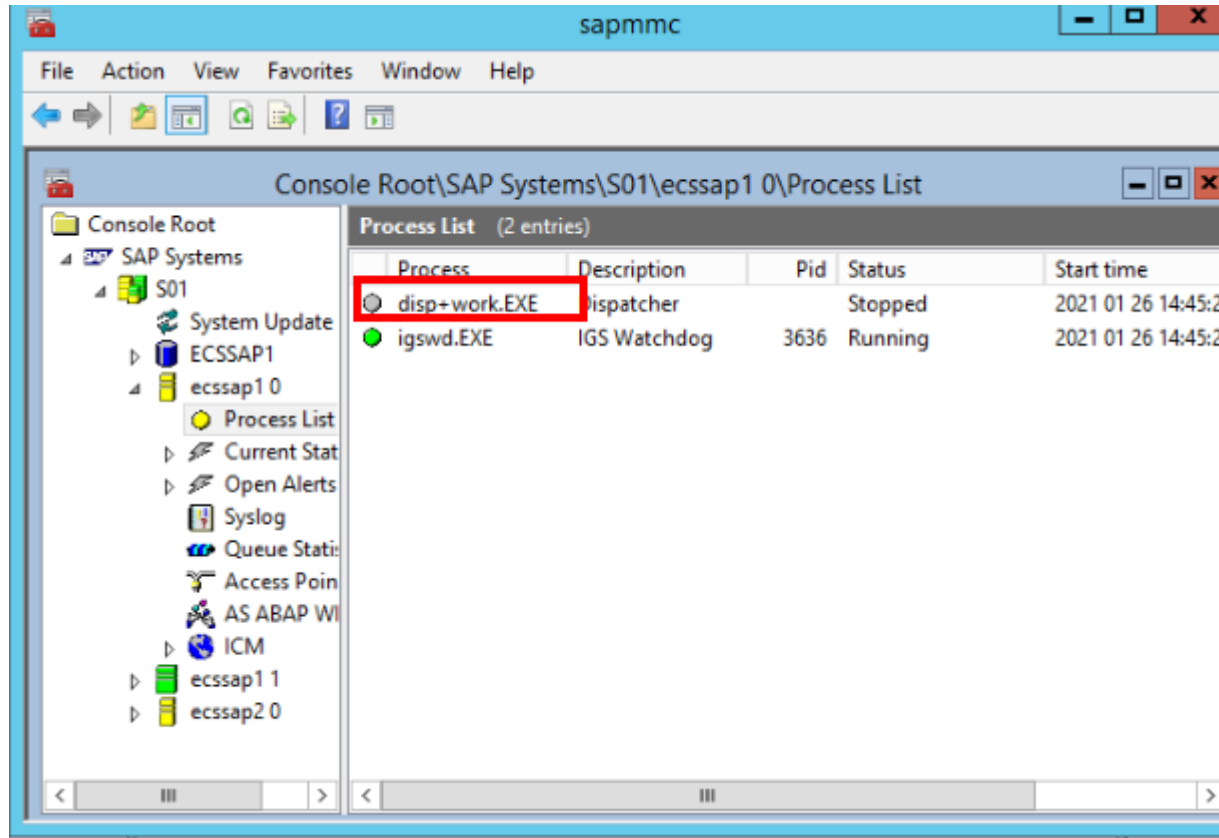 sapmmc
File Action View Favorites Window Help
Console Root\SAP Systems\S01\ecssap1 0\Process List
Console Root
SAP Systems
S01
System Update
ECSSAP1
ecssap1 0
Process List
Current Stat
Open Alerts
Syslog
Queue Statis
Access Poin
AS ABAP WI
ICM
ecssap1 1
ecssap2 0
Process List (2 entries)
Process Description Pid Status Start time
disp+work.EXE Dispatcher Stopped 2021 01 26 14:45:2
igswd.EXE IGS Watchdog 3636 Running 2021 01 26 14:45:2